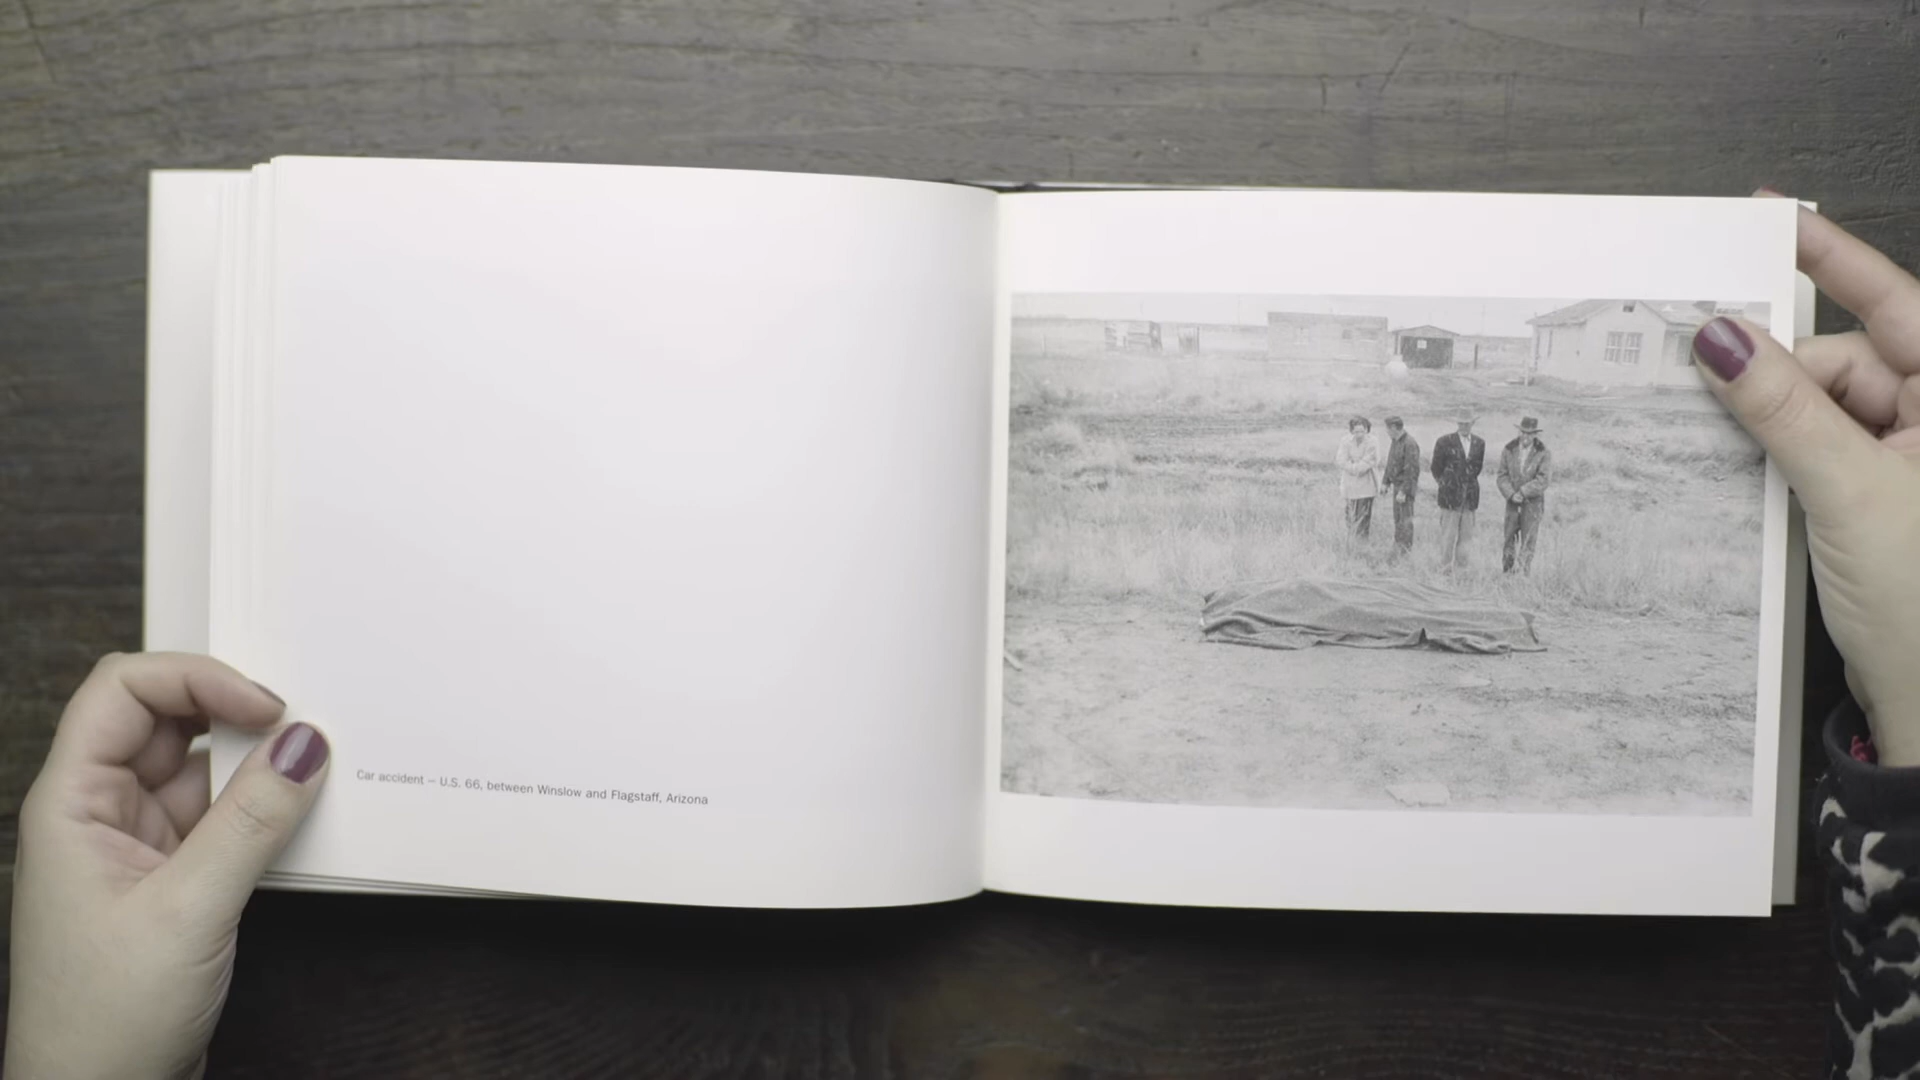 Car accident – U.S. 66, between Winslow and Flagstaff, Arizona